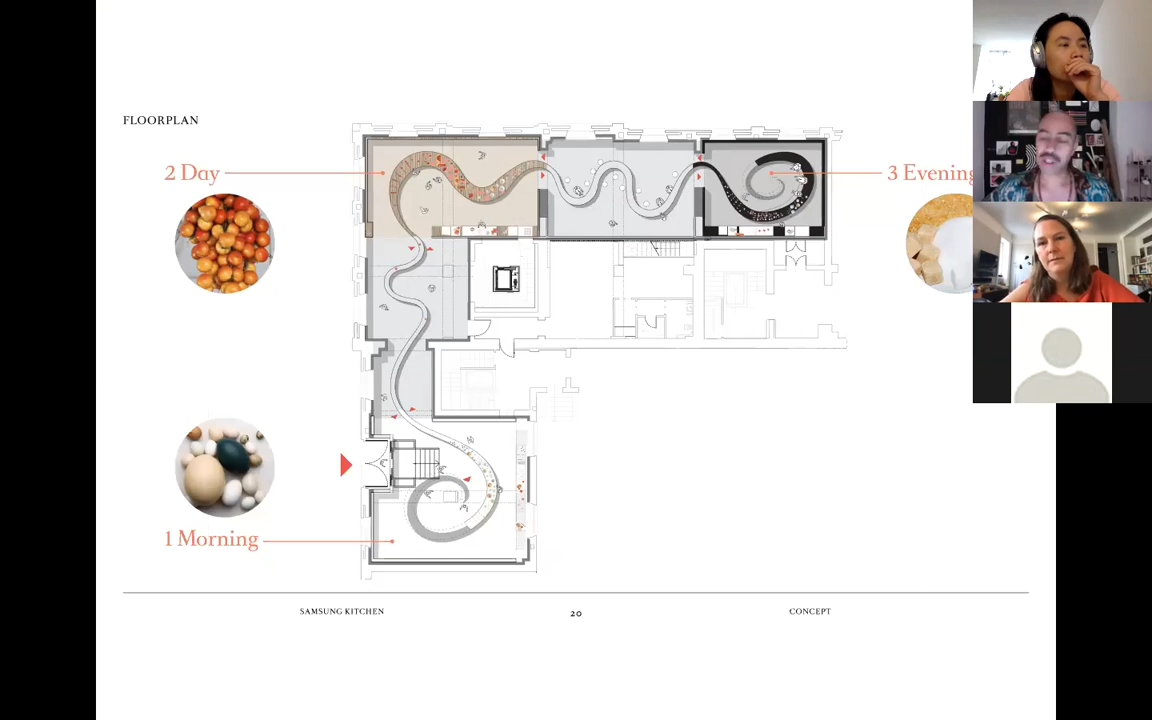 FLOORPLAN
2 Day
3 Evening
1 Morning
SAMSUNG KITCHEN
20
CONCEPT